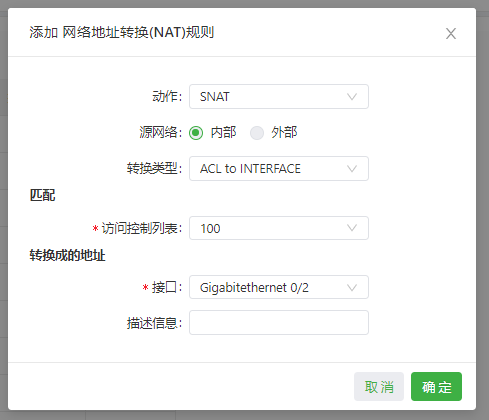 添加 网络地址转换(NAT)规则
动作: SNAT
源网络: 内部 外部
转换类型: ACL to INTERFACE
匹配
* 访问控制列表: 100
转换成的地址
* 接口: Gigabitethernet 0/2
描述信息:
取消 确定